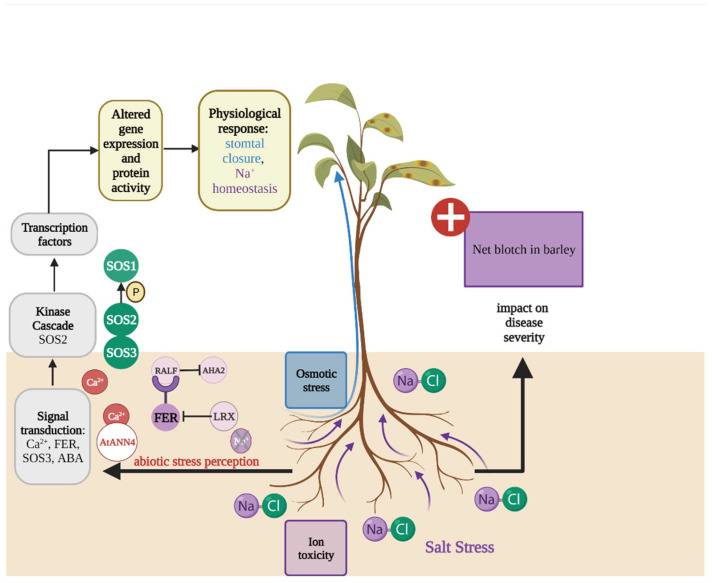 Altered
gene
expression
and
protein
activity
Physiological
response:
stomtal
closure,
Na⁺
homeostasis
Transcription
factors
SOS1
P
SOS2
SOS3
Kinase
Cascade
SOS2
Net blotch in barley
impact on
disease
severity
Ca²⁺
RALF
AHA2
Osmotic
stress
Na Cl
Signal
transduction:
Ca²⁺, FER,
SOS3, ABA
Ca²⁺
AtANN4
FER
LRX
Na⁺
abiotic stress perception
Na Cl
Na Cl
Na Cl
Ion
toxicity
Salt Stress